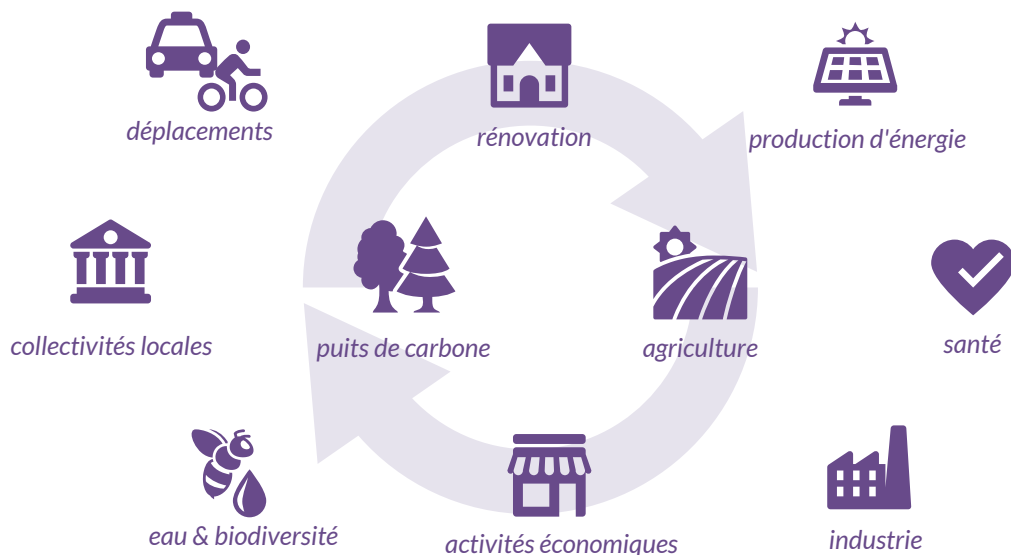 déplacements
rénovation
production d'énergie
collectivités locales
puits de carbone
agriculture
santé
eau & biodiversité
activités économiques
industrie